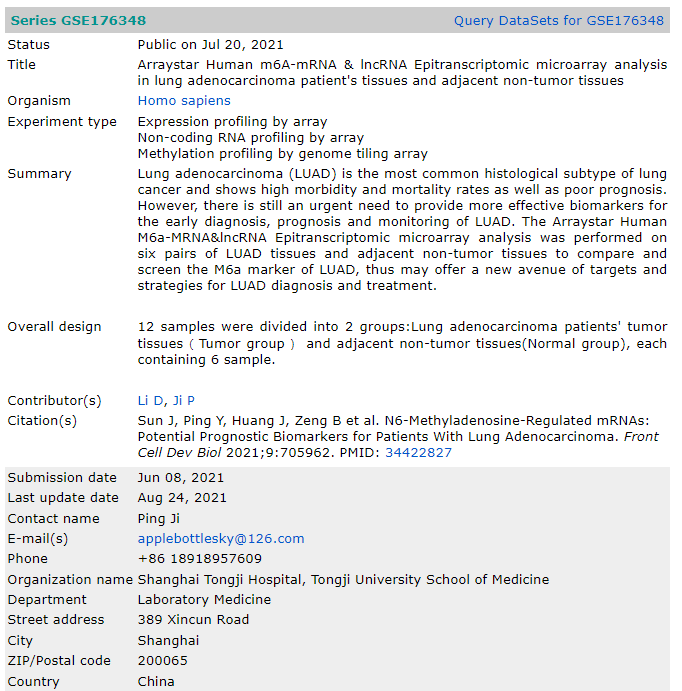 Series GSE176348 Query DataSets for GSE176348
Status Public on Jul 20, 2021
Title Arraystar Human m6A-mRNA & lncRNA Epitranscriptomic microarray analysis
in lung adenocarcinoma patient's tissues and adjacent non-tumor tissues
Organism Homo sapiens
Experiment type Expression profiling by array
Non-coding RNA profiling by array
Methylation profiling by genome tiling array
Summary Lung adenocarcinoma (LUAD) is the most common histological subtype of lung
cancer and shows high morbidity and mortality rates as well as poor prognosis.
However, there is still an urgent need to provide more effective biomarkers for
the early diagnosis, prognosis and monitoring of LUAD. The Arraystar Human
M6a-MRNA&lncRNA Epitranscriptomic microarray analysis was performed on
six pairs of LUAD tissues and adjacent non-tumor tissues to compare and
screen the M6a marker of LUAD, thus may offer a new avenue of targets and
strategies for LUAD diagnosis and treatment.
Overall design 12 samples were divided into 2 groups:Lung adenocarcinoma patients' tumor
tissues（Tumor group） and adjacent non-tumor tissues(Normal group), each
containing 6 sample.
Contributor(s) Li D, Ji P
Citation(s) Sun J, Ping Y, Huang J, Zeng B et al. N6-Methyladenosine-Regulated mRNAs:
Potential Prognostic Biomarkers for Patients With Lung Adenocarcinoma. Front
Cell Dev Biol 2021;9:705962. PMID: 34422827
Submission date Jun 08, 2021
Last update date Aug 24, 2021
Contact name Ping Ji
E-mail(s) applebottlesky@126.com
Phone +86 18918957609
Organization name Shanghai Tongji Hospital, Tongji University School of Medicine
Department Laboratory Medicine
Street address 389 Xincun Road
City Shanghai
ZIP/Postal code 200065
Country China